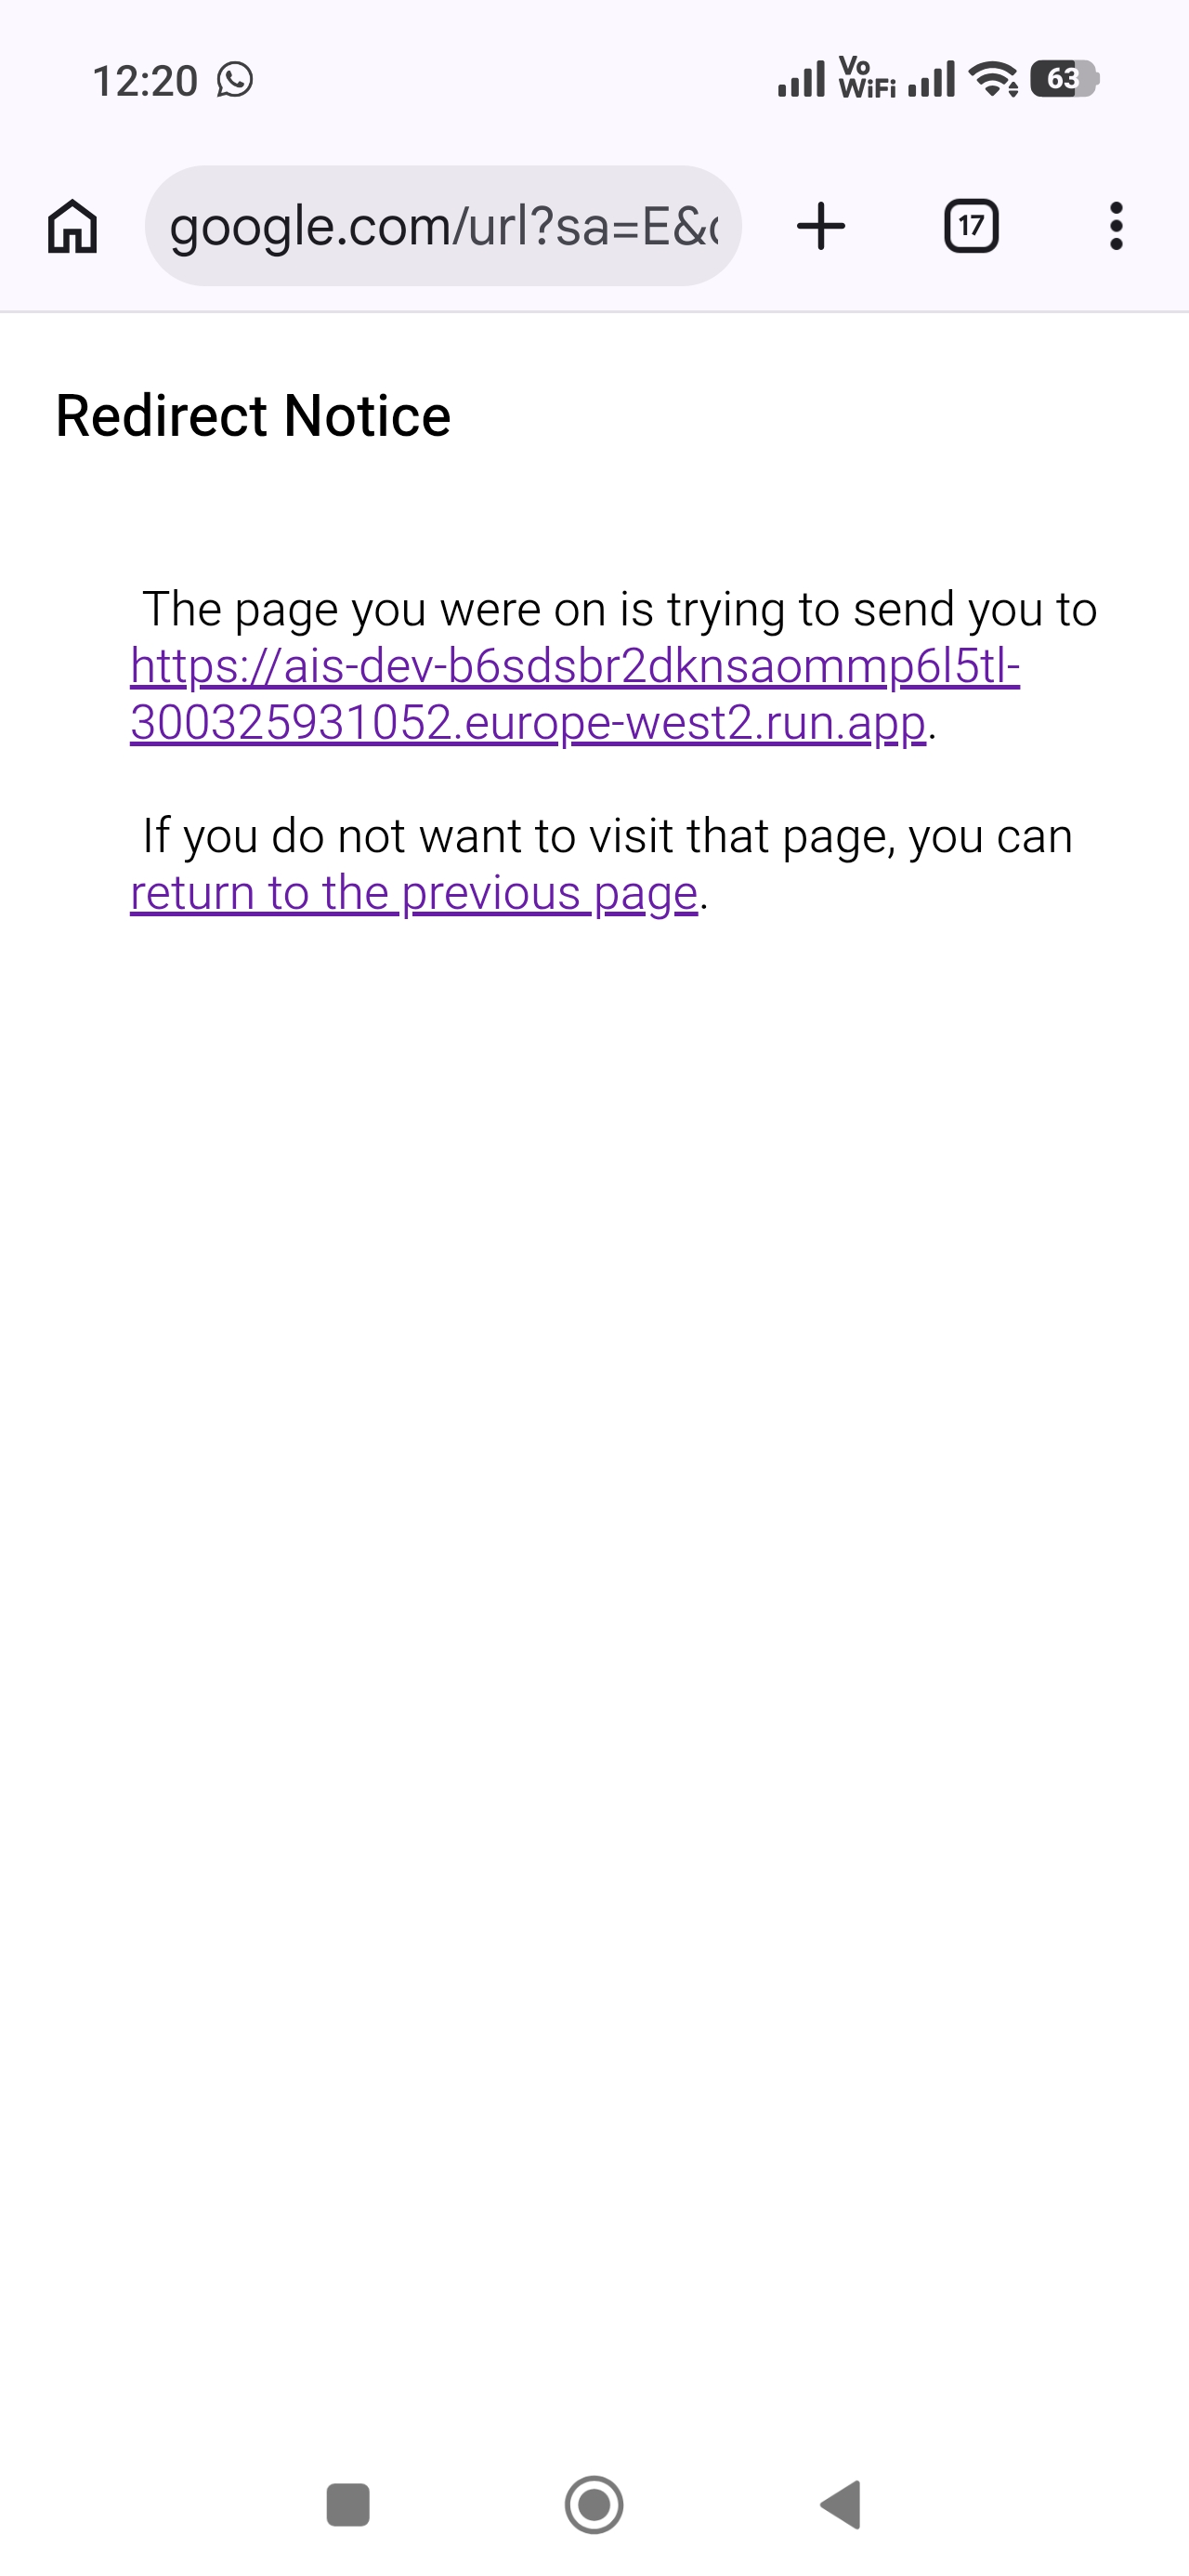 12:20
Vo
WiFi
63
google.com/url?sa=E&
17
Redirect Notice
The page you were on is trying to send you to
https://ais-dev-b6sdsbr2dknsaommp6l5tl-
300325931052.europe-west2.run.app.
If you do not want to visit that page, you can
return to the previous page.